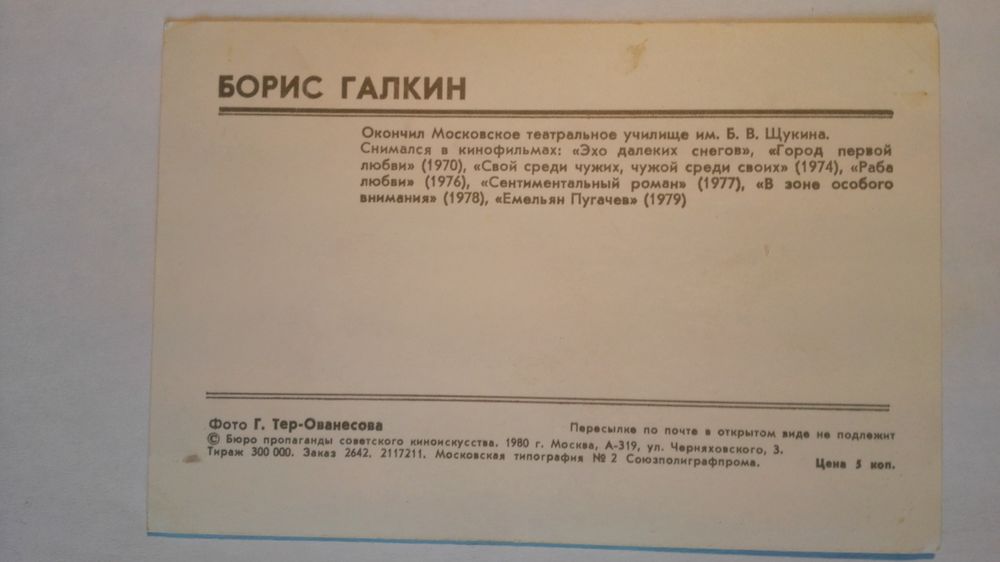 БОРИС ГАЛКИН
Окончил Московское театральное училище им. Б. В. Щукина.
Снимался в кинофильмах: «Эхо далеких снегов», «Город первой
любви» (1970), «Свой среди чужих, чужой среди своих» (1974), «Раба
любви» (1976), «Сентиментальный роман» (1977), «В зоне особого
внимания» (1978), «Емельян Пугачев» (1979)
Фото Г. Тер-Ованесова
Пересылке по почте в открытом виде не подлежит
© Бюро пропаганды советского киноискусства. 1980 г. Москва, А-319, ул. Черняховского, 3.
Тираж 300 000. Заказ 2642. 2117211. Московская типография № 2 Союзполиграфпрома.
Цена 5 коп.